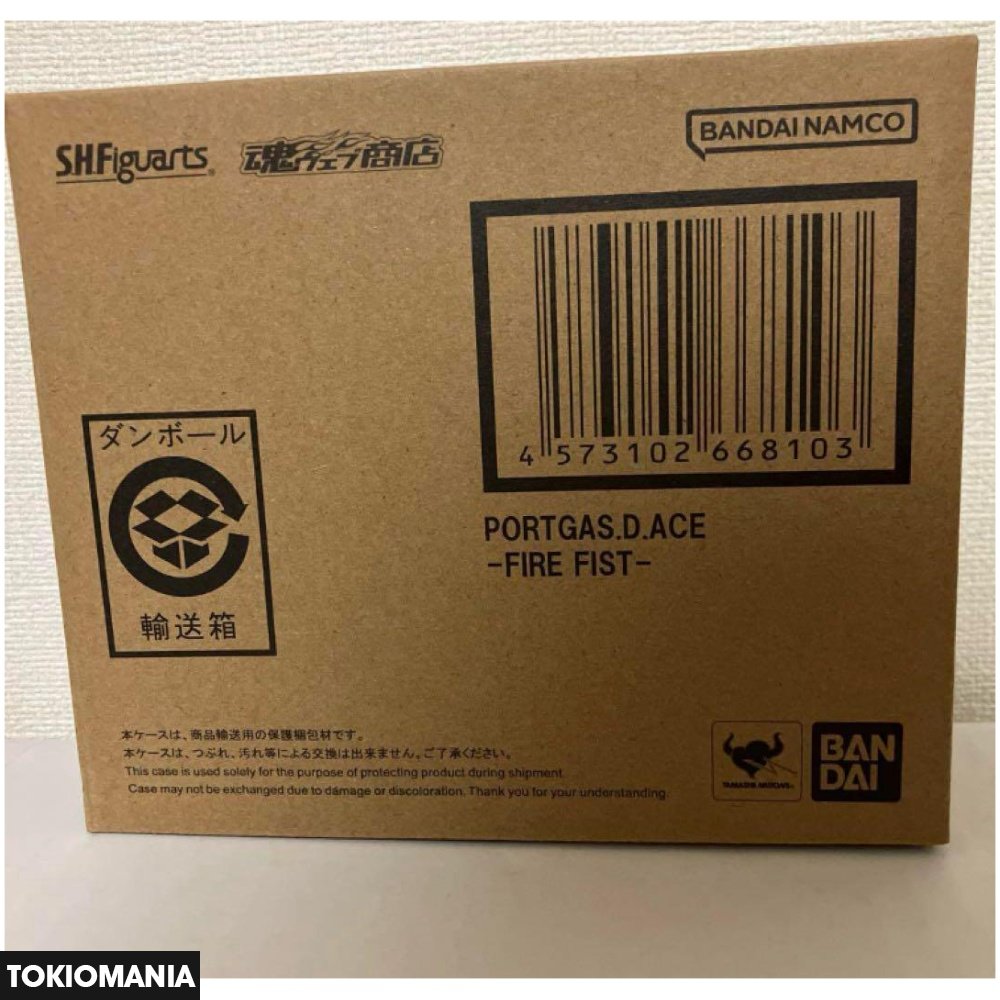 S.H.Figuarts
魂ウェブ商店
BANDAI NAMCO
4 573102 668103
PORTGAS.D.ACE
-FIRE FIST-
ダンボール
輸送箱
本ケースは、商品輸送用の保護梱包材です。
本ケースは、つぶれ、汚れ等による交換は出来ません。ご了承ください。
This case is used solely for the purpose of protecting product during shipment.
Case may not be exchanged due to damage or discoloration. Thank you for your understanding.
TAMASHII NATIONS
BAN
DAI
TOKIOMANIA